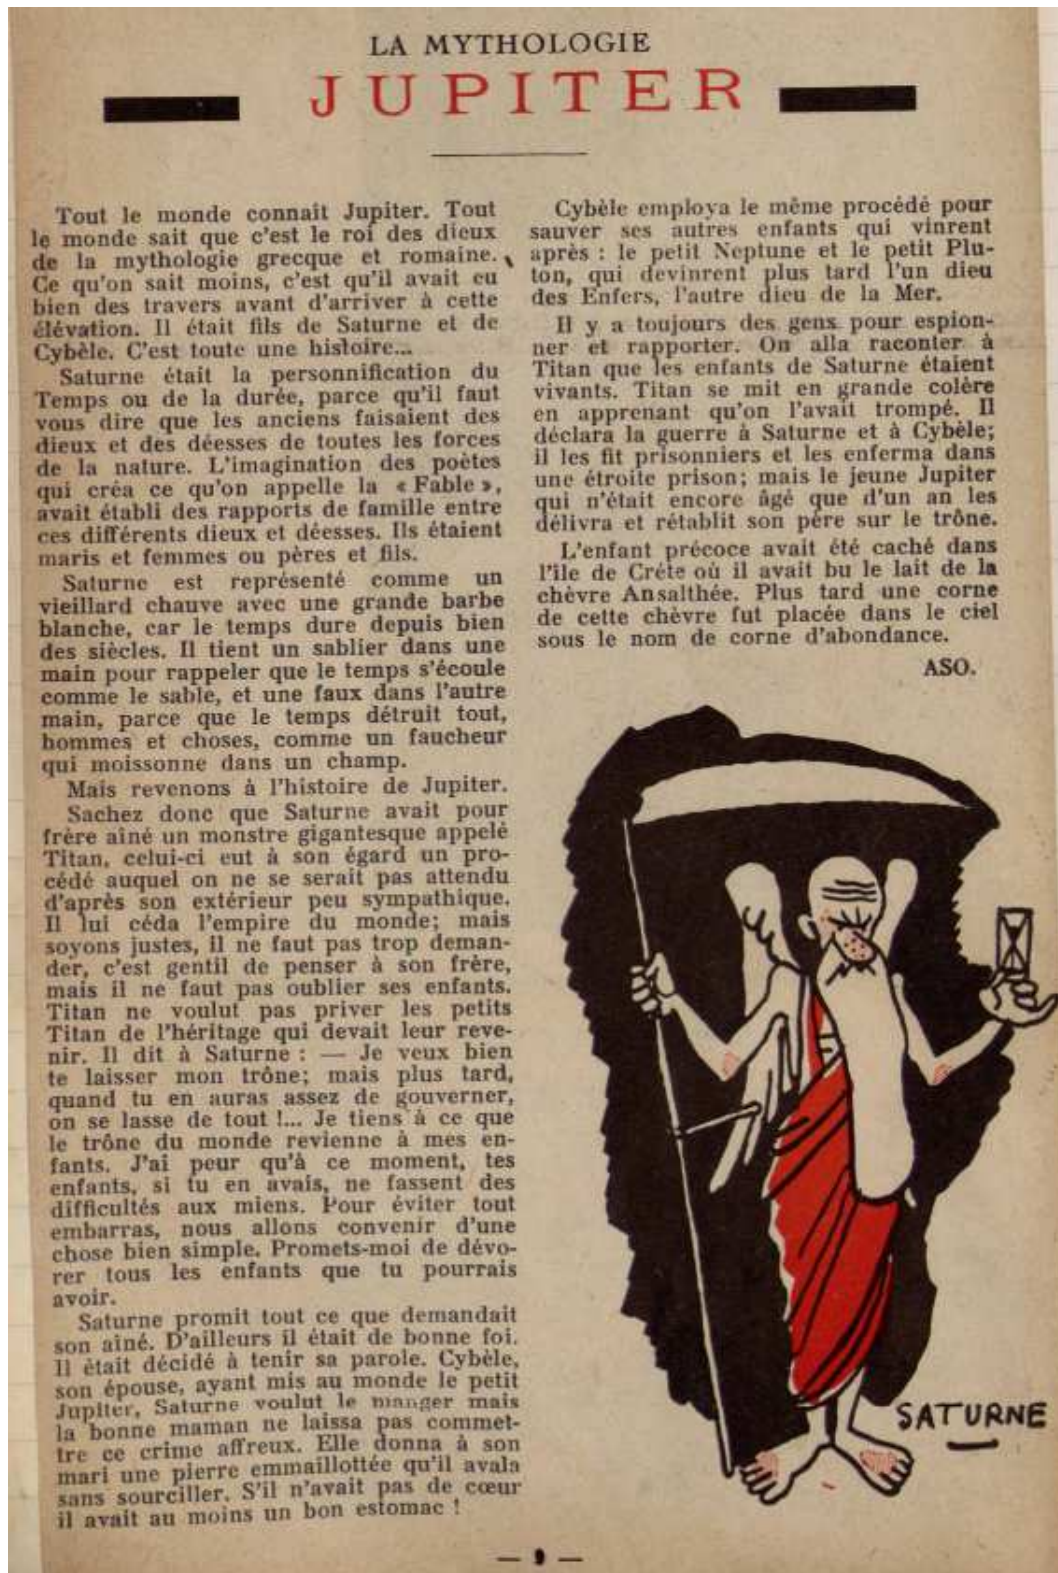 LA MYTHOLOGIE
JUPITER
Tout le monde connaît Jupiter. Tout
le monde sait que c'est le roi des dieux
de la mythologie grecque et romaine.
Ce qu'on sait moins, c'est qu'il avait eu
bien des travers avant d'arriver à cette
élévation. Il était fils de Saturne et de
Cybèle. C'est toute une histoire...
Saturne était la personnification du
Temps ou de la durée, parce qu'il faut
vous dire que les anciens faisaient des
dieux et des déesses de toutes les forces
de la nature. L'imagination des poètes
qui créa ce qu'on appelle la « Fable »,
avait établi des rapports de famille entre
ces différents dieux et déesses. Ils étaient
maris et femmes ou pères et fils.
Saturne est représenté comme un
vieillard chauve avec une grande barbe
blanche, car le temps dure depuis bien
des siècles. Il tient un sablier dans une
main pour rappeler que le temps s'écoule
comme le sable, et une faux dans l'autre
main, parce que le temps détruit tout,
hommes et choses, comme un faucheur
qui moissonne dans un champ.
Mais revenons à l'histoire de Jupiter.
Sachez donc que Saturne avait pour
frère aîné un monstre gigantesque appelé
Titan, celui-ci eut à son égard un pro-
cédé auquel on ne se serait pas attendu
d'après son extérieur peu sympathique.
Il lui céda l'empire du monde; mais
soyons justes, il ne faut pas trop deman-
der, c'est gentil de penser à son frère,
mais il ne faut pas oublier ses enfants.
Titan ne voulut pas priver les petits
Titan de l'héritage qui devait leur reve-
nir. Il dit à Saturne : — Je veux bien
te laisser mon trône; mais plus tard,
quand tu en auras assez de gouverner,
on se lasse de tout !... Je tiens à ce que
le trône du monde revienne à mes en-
fants. J'ai peur qu'à ce moment, tes
enfants, si tu en avais, ne fassent des
difficultés aux miens. Pour éviter tout
embarras, nous allons convenir d'une
chose bien simple. Promets-moi de dévo-
rer tous les enfants que tu pourrais
avoir.
Saturne promit tout ce que demandait
son aîné. D'ailleurs il était de bonne foi.
Il était décidé à tenir sa parole. Cybèle,
son épouse, ayant mis au monde le petit
Jupiter, Saturne voulut le manger mais
la bonne maman ne laissa pas commet-
tre ce crime affreux. Elle donna à son
mari une pierre emmaillottée qu'il avala
sans sourciller. S'il n'avait pas de cœur
il avait au moins un bon estomac !
Cybèle employa le même procédé pour
sauver ses autres enfants qui vinrent
après : le petit Neptune et le petit Plu-
ton, qui devinrent plus tard l'un dieu
des Enfers, l'autre dieu de la Mer.
Il y a toujours des gens pour espion-
ner et rapporter. On alla raconter à
Titan que les enfants de Saturne étaient
vivants. Titan se mit en grande colère
en apprenant qu'on l'avait trompé. Il
déclara la guerre à Saturne et à Cybèle;
il les fit prisonniers et les enferma dans
une étroite prison; mais le jeune Jupiter
qui n'était encore âgé que d'un an les
délivra et rétablit son père sur le trône.
L'enfant précoce avait été caché dans
l'île de Crète où il avait bu le lait de la
chèvre Ansalthée. Plus tard une corne
de cette chèvre fut placée dans le ciel
sous le nom de corne d'abondance.
ASO.
SATURNE
— 9 —